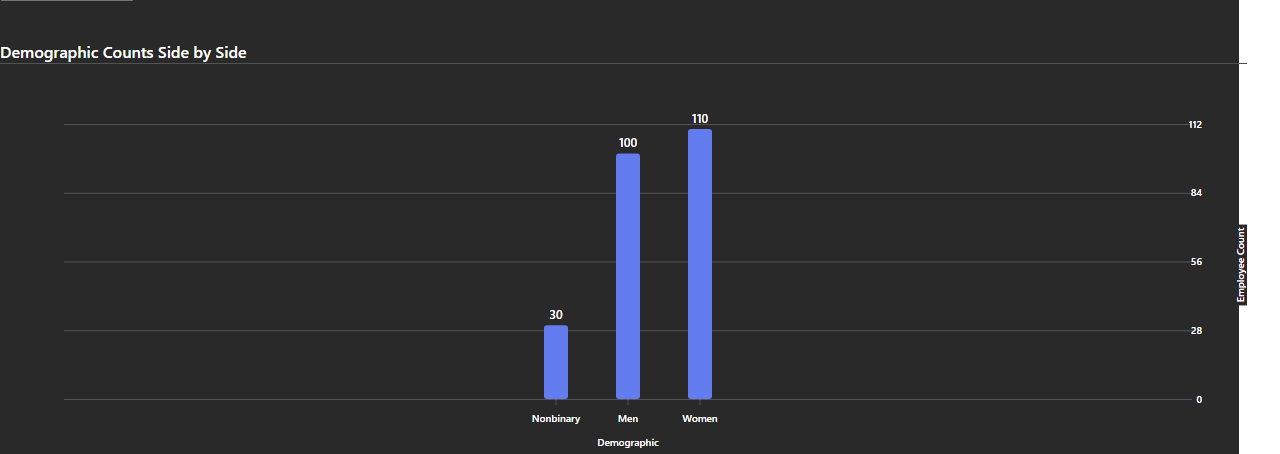 Demographic Counts Side by Side
110
112
100
84
Employee Count
56
30
28
0
Nonbinary Men Women
Demographic